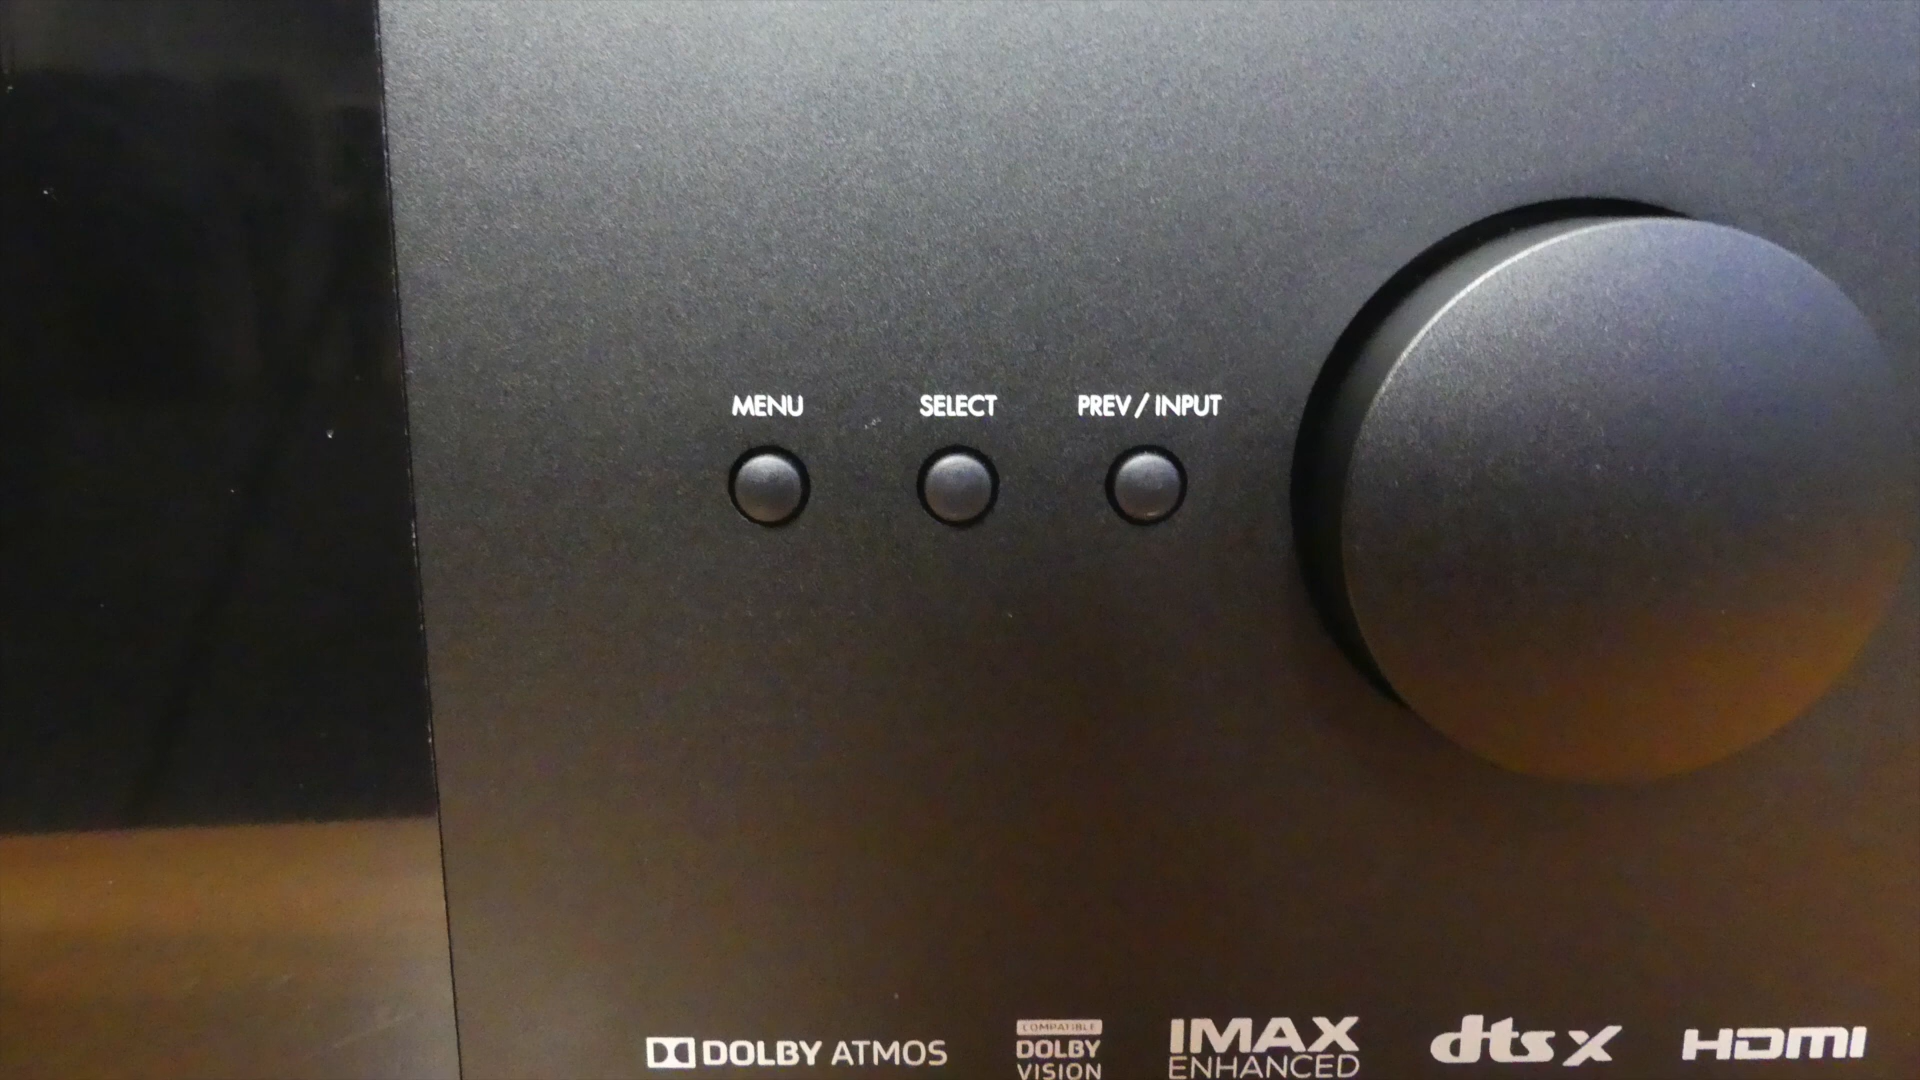 MENU SELECT PREV / INPUT
DOLBY ATMOS
COMPATIBLE
DOLBY
VISION
IMAX
ENHANCED
dts X
HDMI